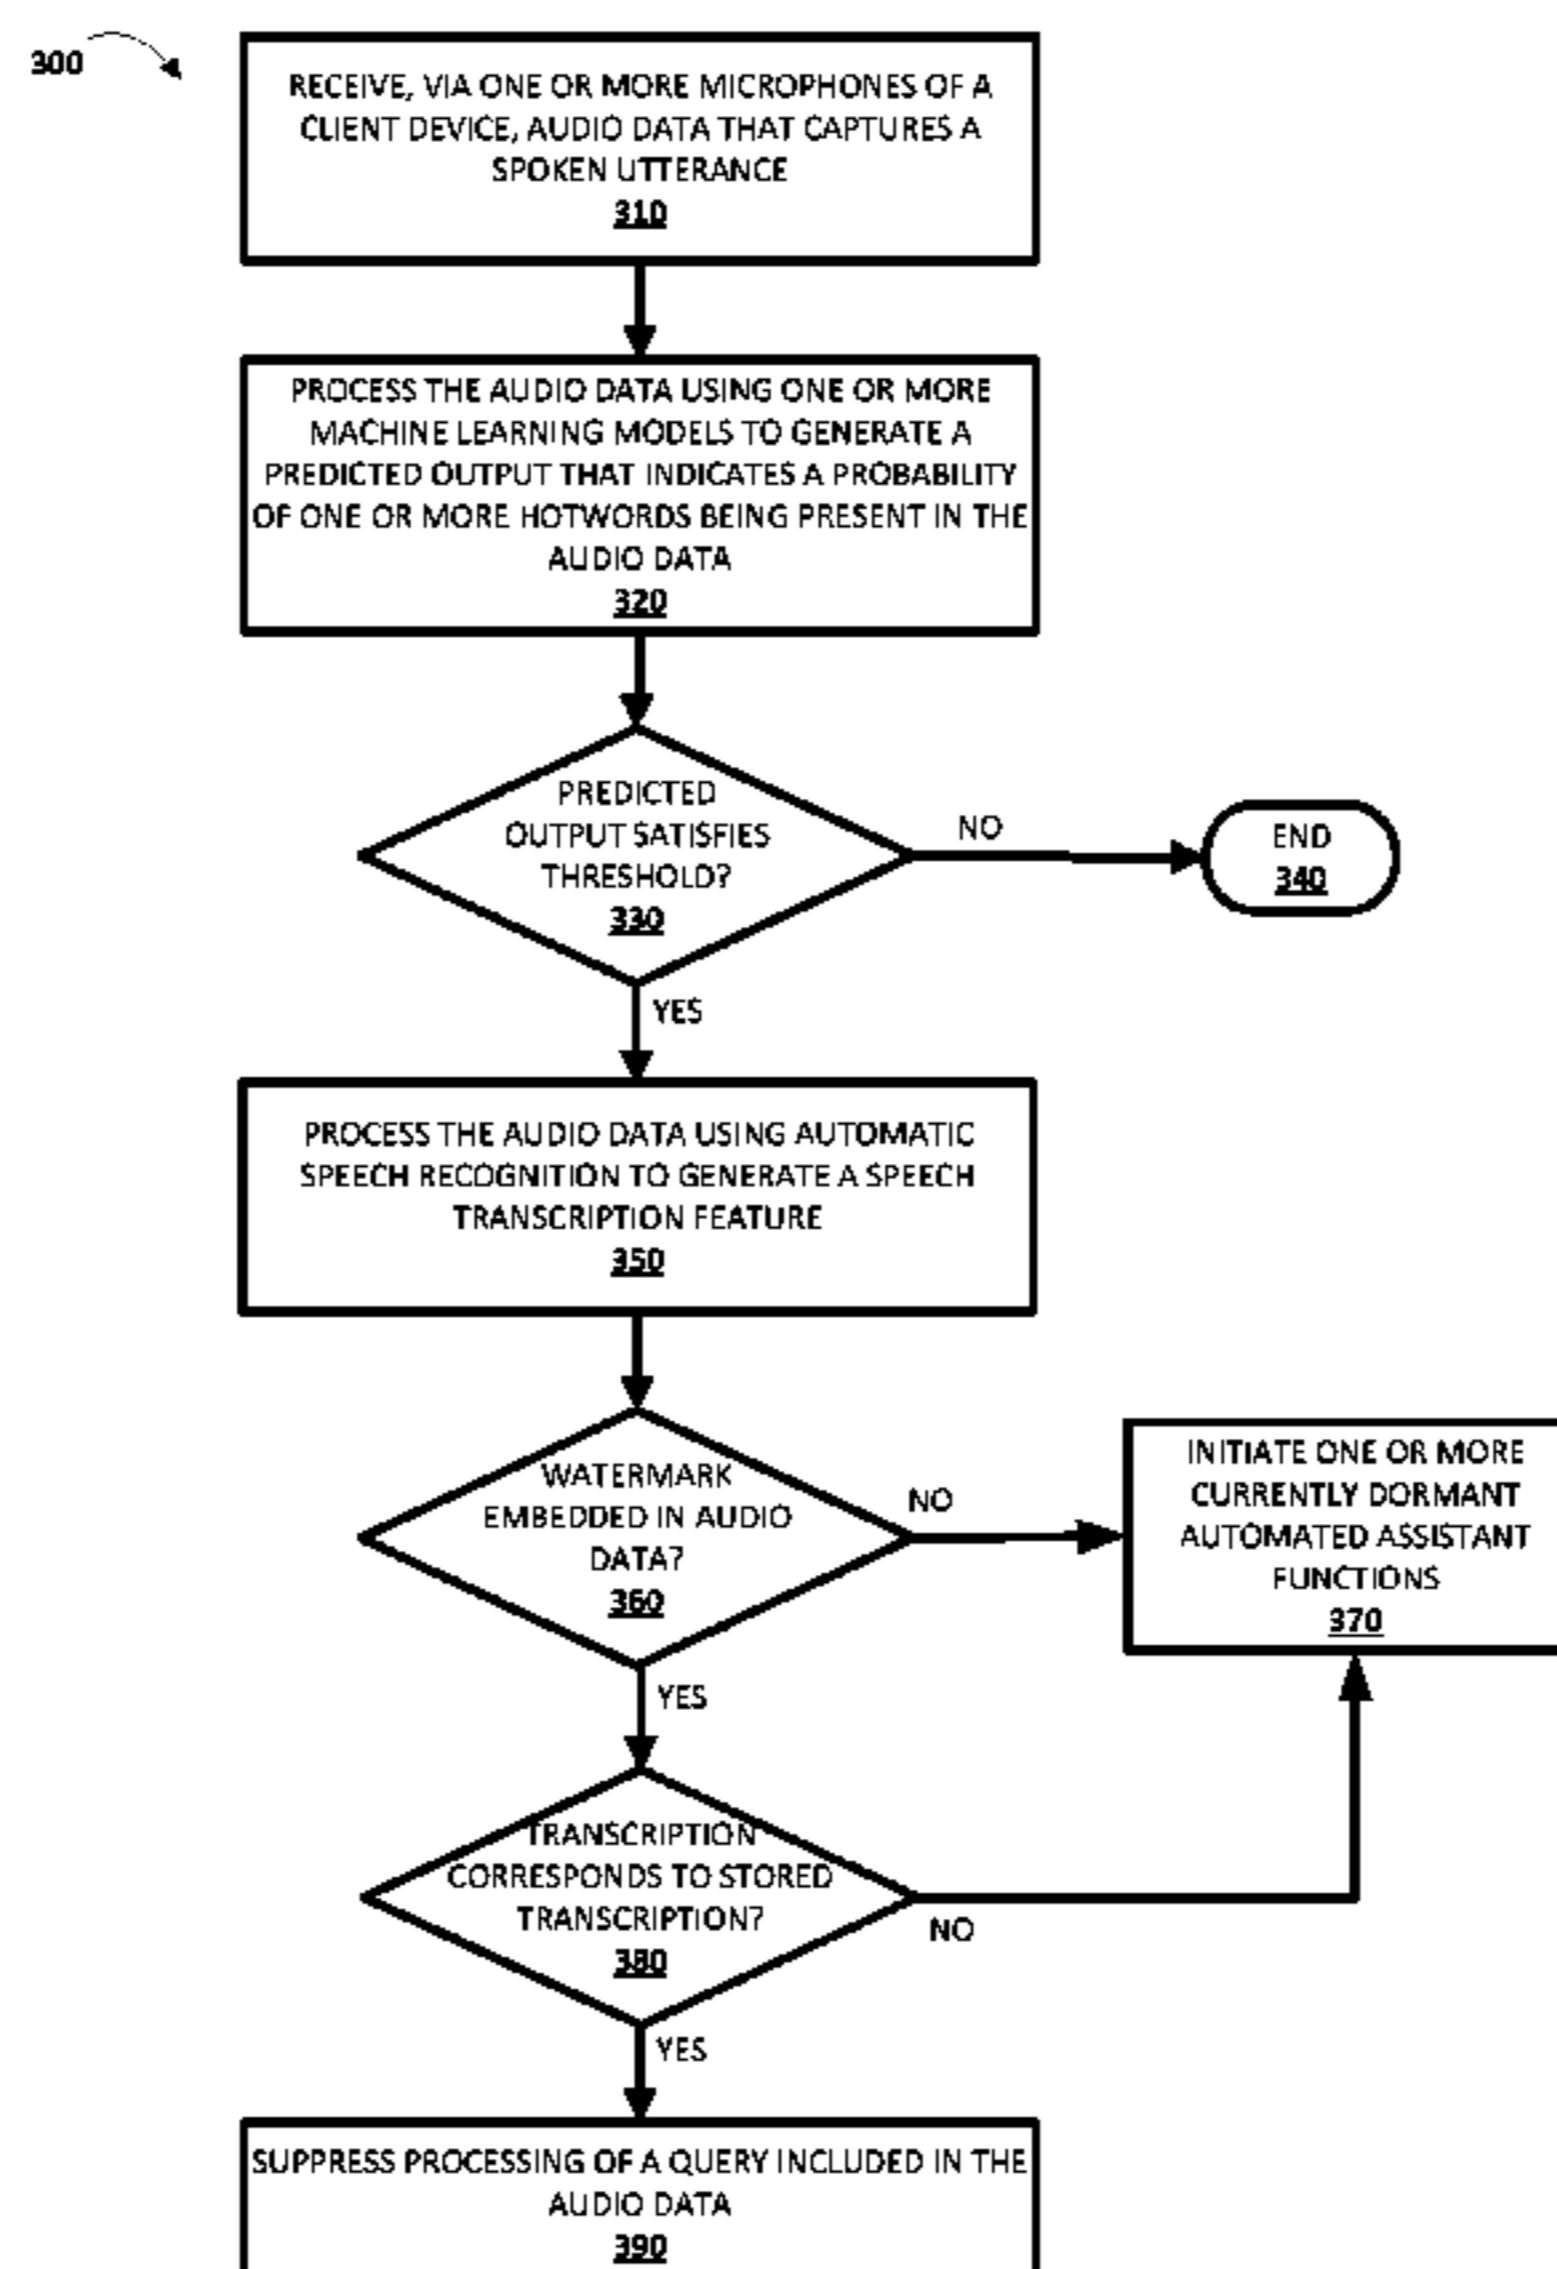 300
RECEIVE, VIA ONE OR MORE MICROPHONES OF A
CLIENT DEVICE, AUDIO DATA THAT CAPTURES A
SPOKEN UTTERANCE
310
PROCESS THE AUDIO DATA USING ONE OR MORE
MACHINE LEARNING MODELS TO GENERATE A
PREDICTED OUTPUT THAT INDICATES A PROBABILITY
OF ONE OR MORE HOTWORDS BEING PRESENT IN THE
AUDIO DATA
320
PREDICTED
OUTPUT SATISFIES
THRESHOLD?
330
NO
END
340
YES
PROCESS THE AUDIO DATA USING AUTOMATIC
SPEECH RECOGNITION TO GENERATE A SPEECH
TRANSCRIPTION FEATURE
350
WATERMARK
EMBEDDED IN AUDIO
DATA?
360
NO
INITIATE ONE OR MORE
CURRENTLY DORMANT
AUTOMATED ASSISTANT
FUNCTIONS
370
YES
TRANSCRIPTION
CORRESPONDS TO STORED
TRANSCRIPTION?
380
NO
YES
SUPPRESS PROCESSING OF A QUERY INCLUDED IN THE
AUDIO DATA
390